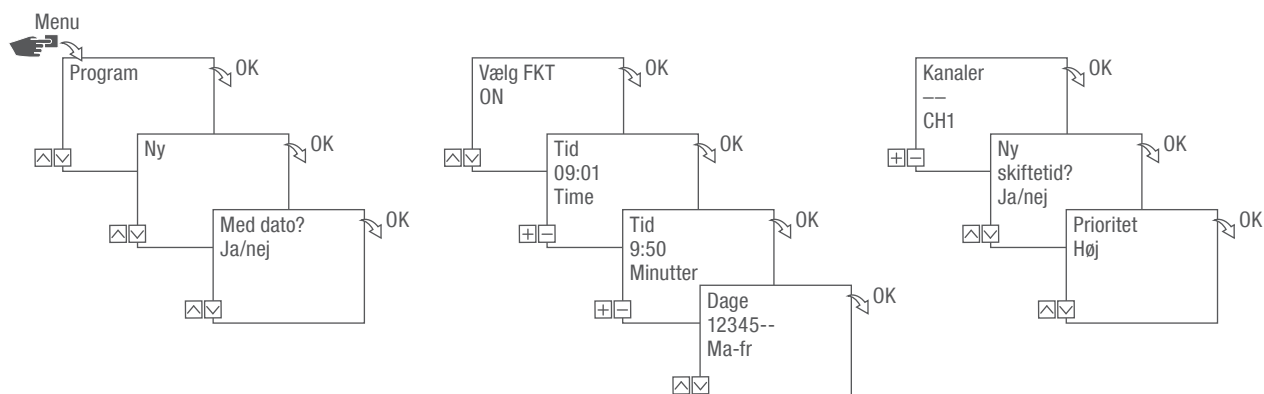 Menu
Program
OK
Ny
OK
Med dato?
Ja/nej
OK
Vælg FKT
ON
OK
Tid
09:01
Time
OK
Tid
9:50
Minutter
OK
Dage
12345--
Ma-fr
OK
Kanaler
––
CH1
OK
Ny
skiftetid?
Ja/nej
OK
Prioritet
Høj
OK